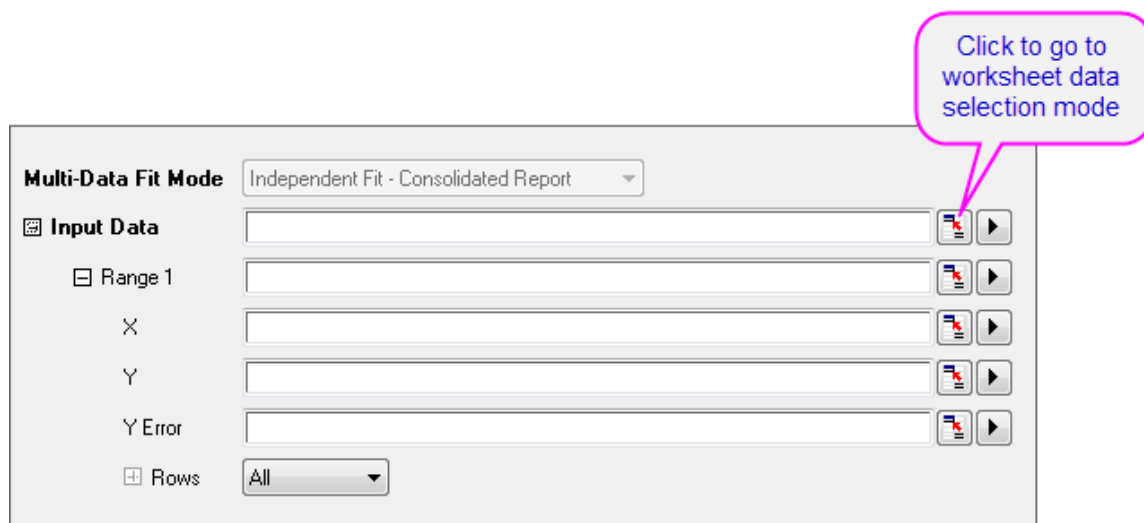 Click to go to
worksheet data
selection mode
Multi-Data Fit Mode Independent Fit - Consolidated Report
Input Data
Range 1
X
Y
Y Error
Rows All